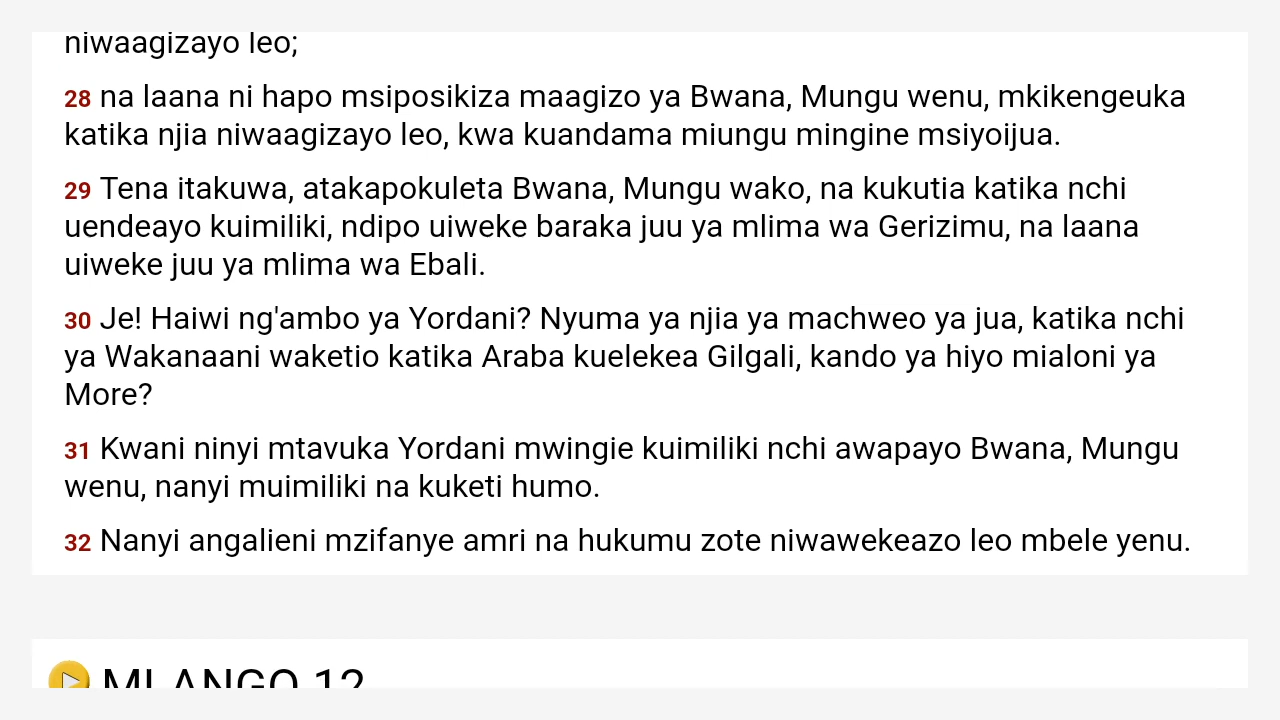 niwaagizayo leo;
28 na laana ni hapo msiposikiza maagizo ya Bwana, Mungu wenu, mkikengeuka
katika njia niwaagizayo leo, kwa kuandama miungu mingine msiyoijua.
29 Tena itakuwa, atakapokuleta Bwana, Mungu wako, na kukutia katika nchi
uendeayo kuimiliki, ndipo uiweke baraka juu ya mlima wa Gerizimu, na laana
uiweke juu ya mlima wa Ebali.
30 Je! Haiwi ng'ambo ya Yordani? Nyuma ya njia ya machweo ya jua, katika nchi
ya Wakanaani waketio katika Araba kuelekea Gilgali, kando ya hiyo mialoni ya
More?
31 Kwani ninyi mtavuka Yordani mwingie kuimiliki nchi awapayo Bwana, Mungu
wenu, nanyi muimiliki na kuketi humo.
32 Nanyi angalieni mzifanye amri na hukumu zote niwawekeazo leo mbele yenu.
MLANGO 12